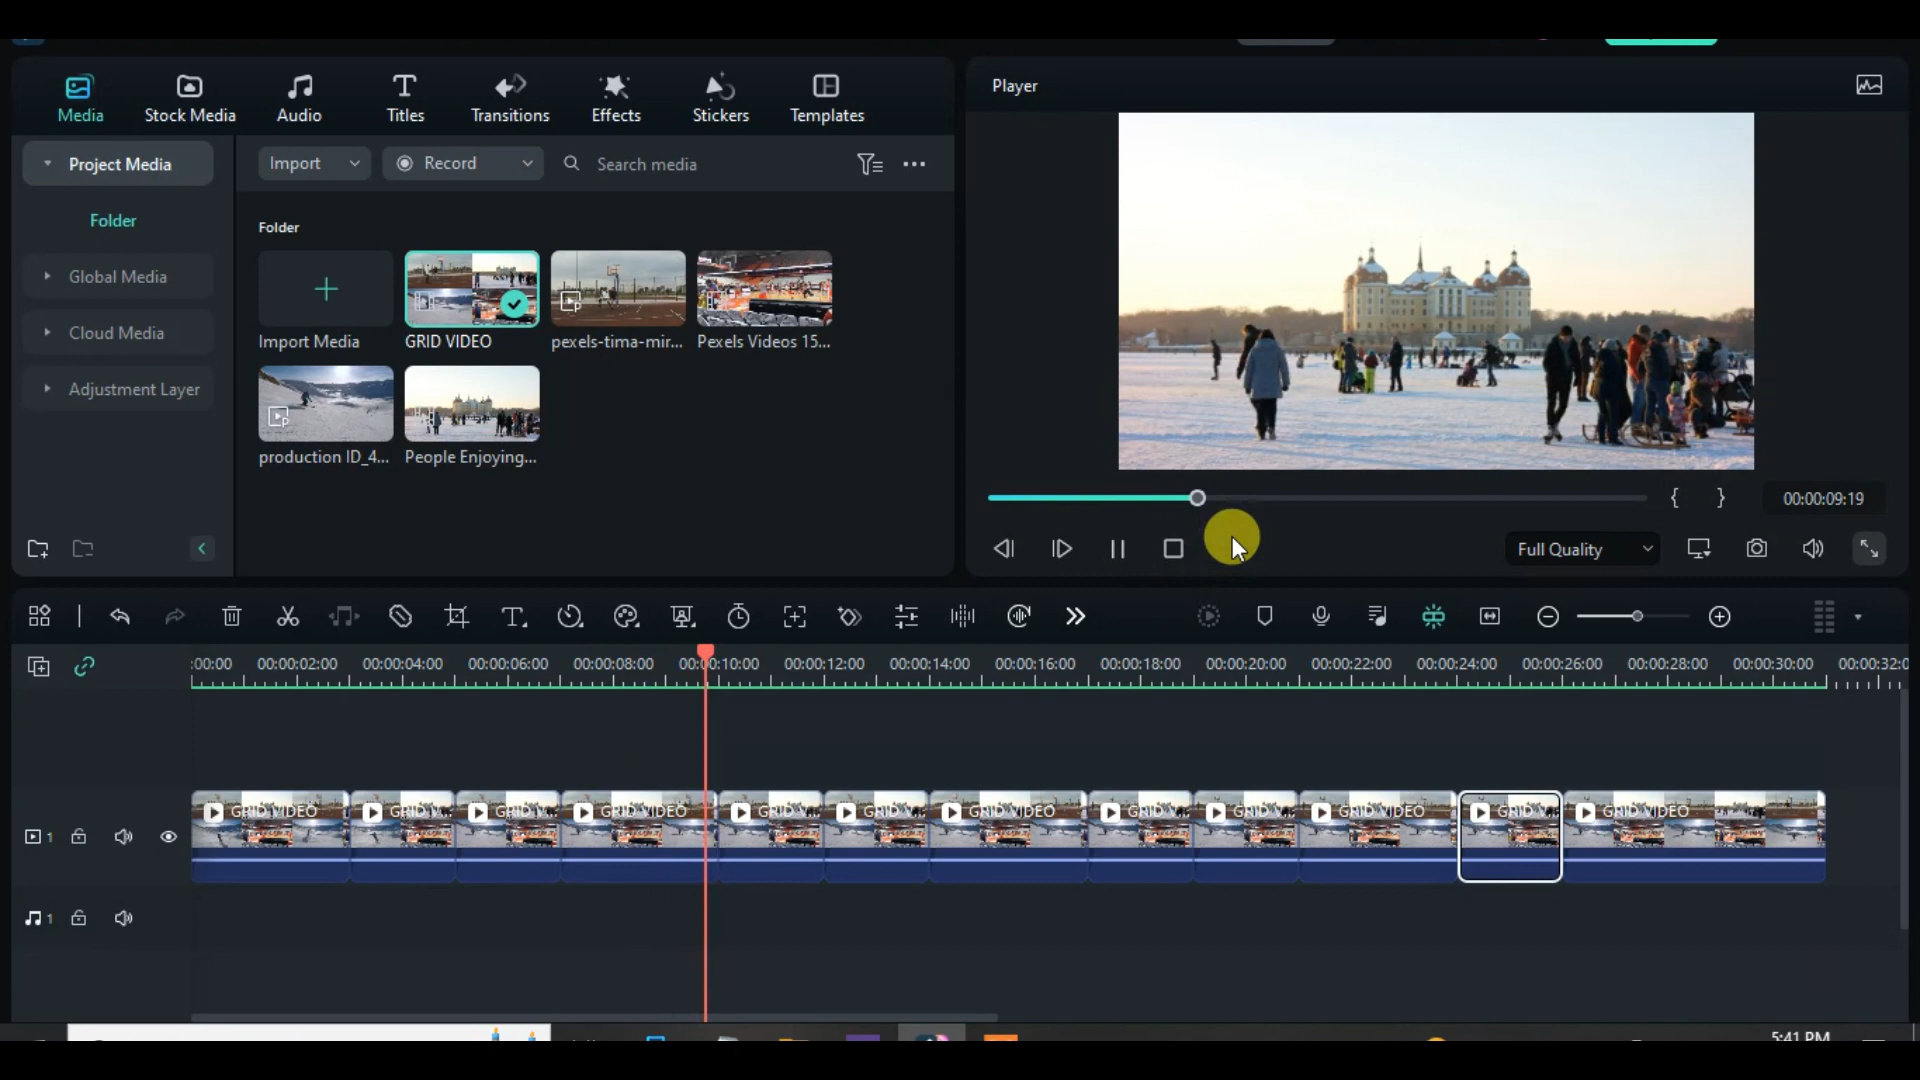 Media
Stock Media
Audio
Titles
Transitions
Effects
Stickers
Templates
Player
Project Media
Import
Record
Search media
Folder
Global Media
Cloud Media
Adjustment Layer
Folder
Import Media
GRID VIDEO
pexels-tima-mir...
Pexels Videos 15...
production ID_4...
People Enjoying...
{ }
00:00:09:19
Full Quality
:00:00
00:00:02:00
00:00:04:00
00:00:06:00
00:00:08:00
00:00:10:00
00:00:12:00
00:00:14:00
00:00:16:00
00:00:18:00
00:00:20:00
00:00:22:00
00:00:24:00
00:00:26:00
00:00:28:00
00:00:30:00
00:00:32:0
1
GRID VIDEO
GRID V
GRID V
GRID VIDEO
GRID V
GRID V
GRID VIDEO
GRID V
GRID V
GRID VIDEO
GRID V
GRID VIDEO
1
5:41 PM